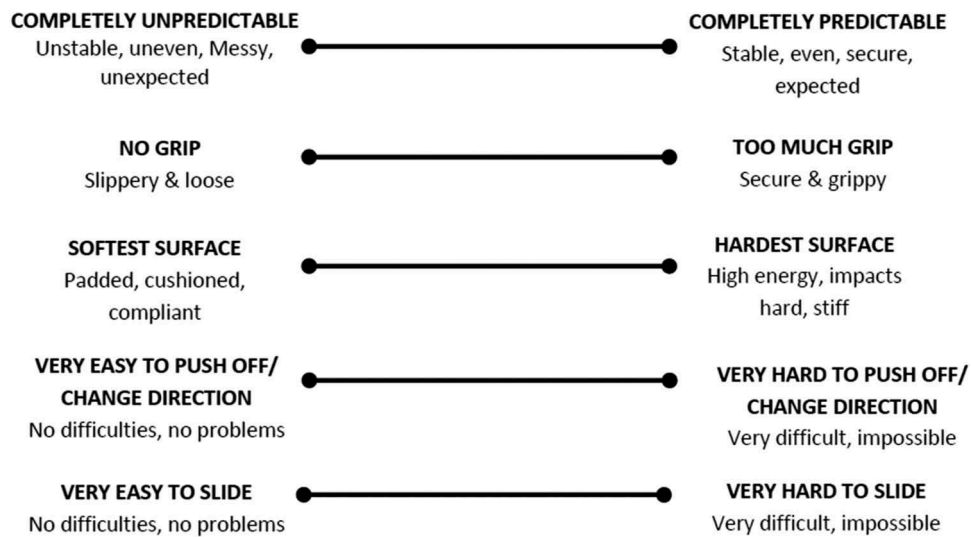 COMPLETELY UNPREDICTABLE
Unstable, uneven, Messy,
unexpected
COMPLETELY PREDICTABLE
Stable, even, secure,
expected
NO GRIP
Slippery & loose
TOO MUCH GRIP
Secure & grippy
SOFTEST SURFACE
Padded, cushioned,
compliant
HARDEST SURFACE
High energy, impacts
hard, stiff
VERY EASY TO PUSH OFF/
CHANGE DIRECTION
No difficulties, no problems
VERY HARD TO PUSH OFF/
CHANGE DIRECTION
Very difficult, impossible
VERY EASY TO SLIDE
No difficulties, no problems
VERY HARD TO SLIDE
Very difficult, impossible